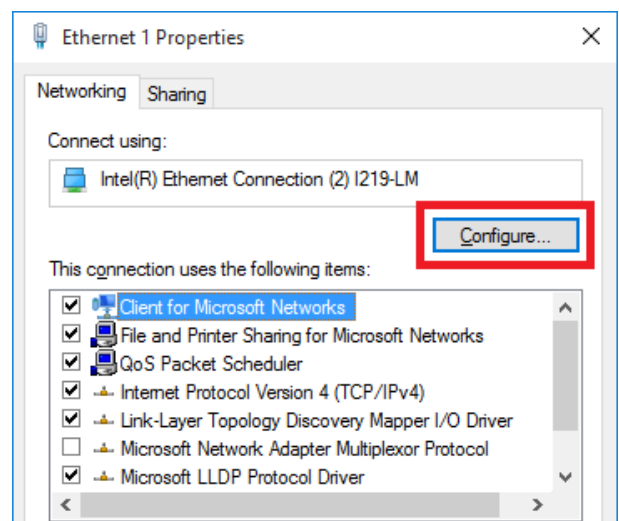 Ethernet 1 Properties
Networking Sharing
Connect using:
Intel(R) Ethernet Connection (2) I219-LM
Configure...
This connection uses the following items:
Client for Microsoft Networks
File and Printer Sharing for Microsoft Networks
QoS Packet Scheduler
Internet Protocol Version 4 (TCP/IPv4)
Link-Layer Topology Discovery Mapper I/O Driver
Microsoft Network Adapter Multiplexor Protocol
Microsoft LLDP Protocol Driver